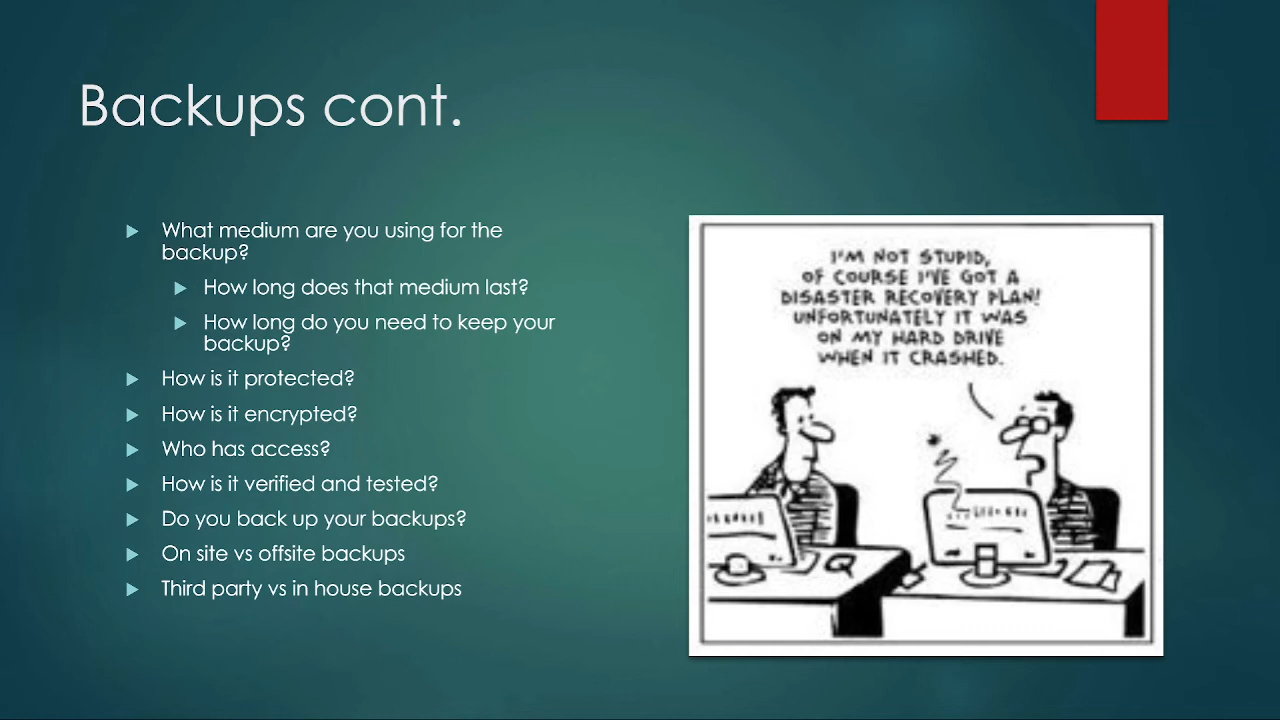 Backups cont.
What medium are you using for the
backup?
How long does that medium last?
How long do you need to keep your
backup?
How is it protected?
How is it encrypted?
Who has access?
How is it verified and tested?
Do you back up your backups?
On site vs offsite backups
Third party vs in house backups
I'M NOT STUPID,
OF COURSE I'VE GOT A
DISASTER RECOVERY PLAN!
UNFORTUNATELY IT WAS
ON MY HARD DRIVE
WHEN IT CRASHED.